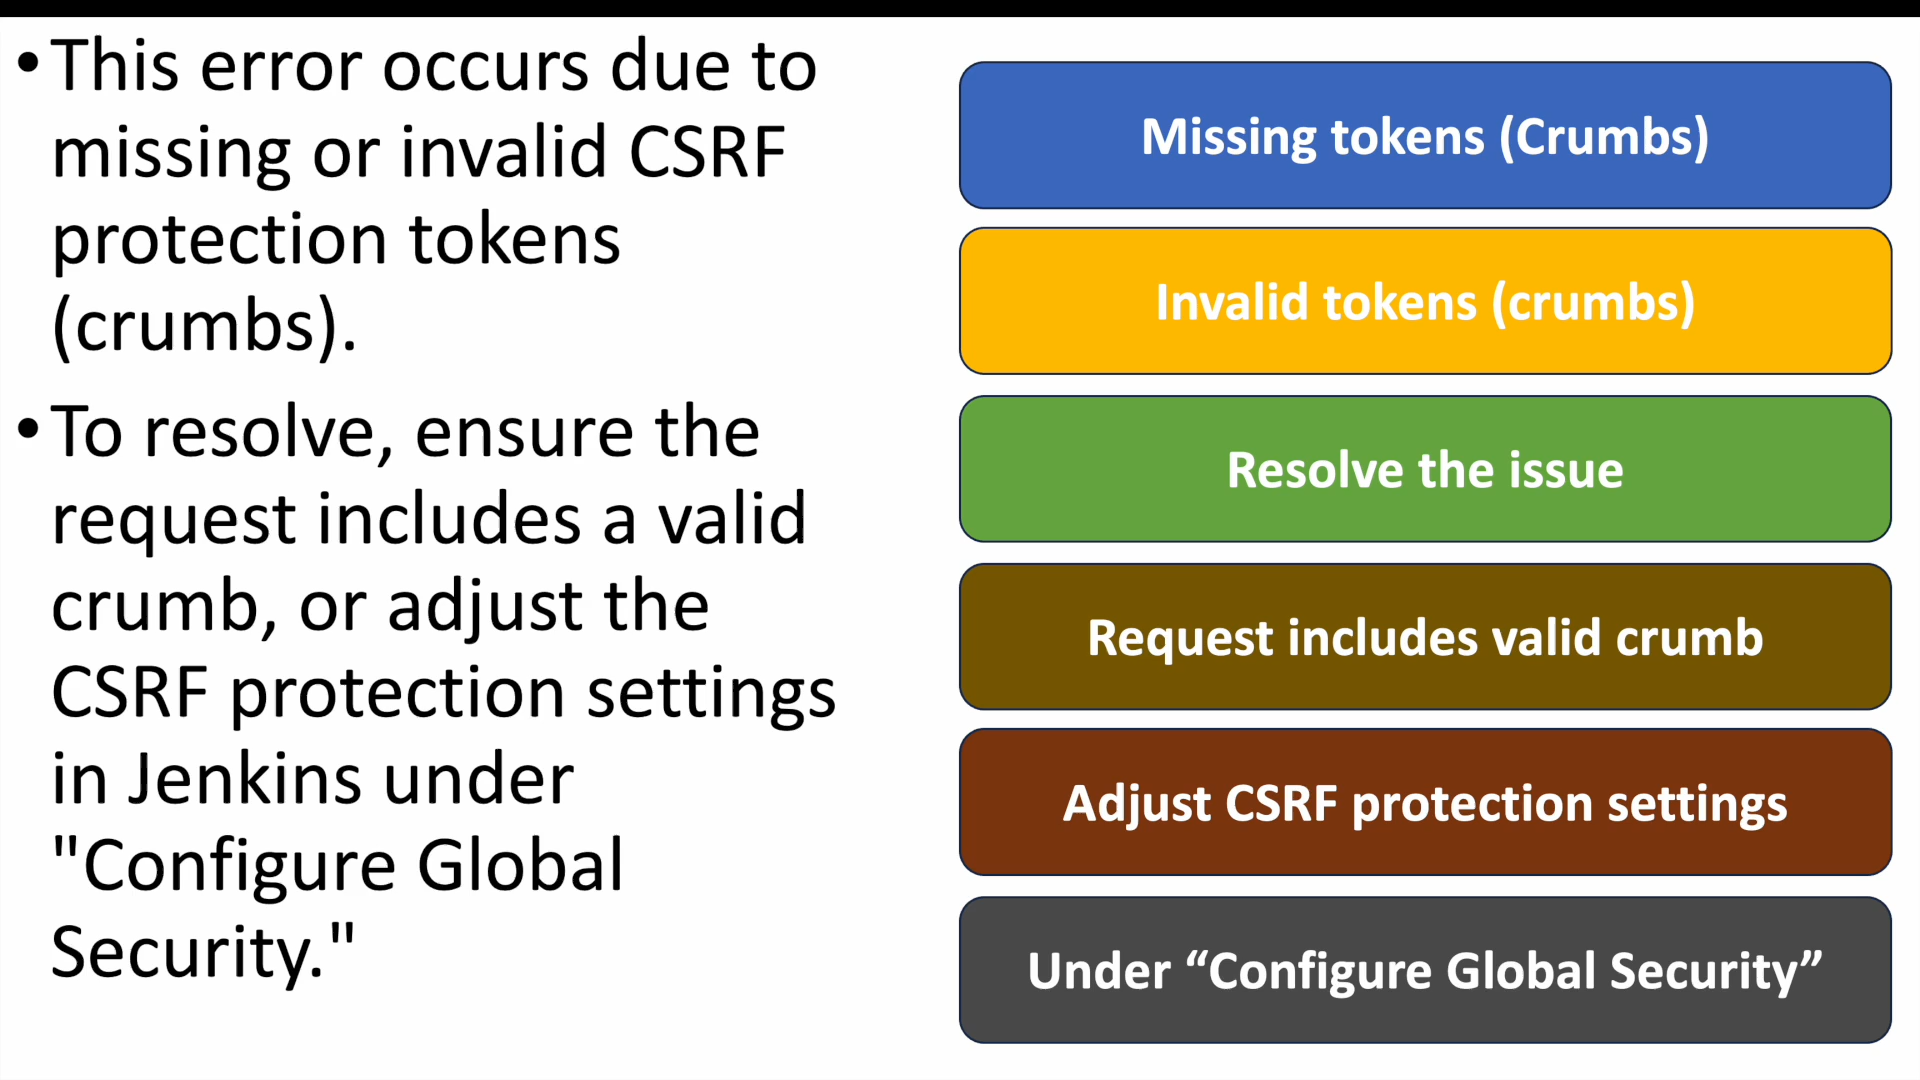 •This error occurs due to
missing or invalid CSRF
protection tokens
(crumbs).
•To resolve, ensure the
request includes a valid
crumb, or adjust the
CSRF protection settings
in Jenkins under
"Configure Global
Security."
Missing tokens (Crumbs)
Invalid tokens (crumbs)
Resolve the issue
Request includes valid crumb
Adjust CSRF protection settings
Under “Configure Global Security”